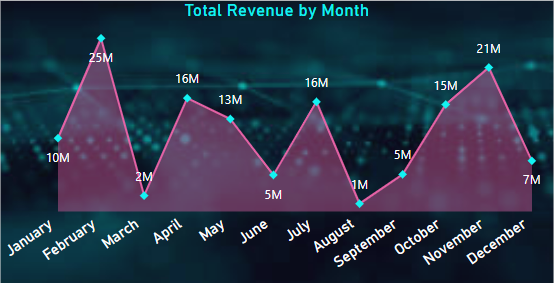 Total Revenue by Month
10M
25M
2M
16M
13M
5M
16M
1M
5M
15M
21M
7M
January
February
March
April
May
June
July
August
September
October
November
December